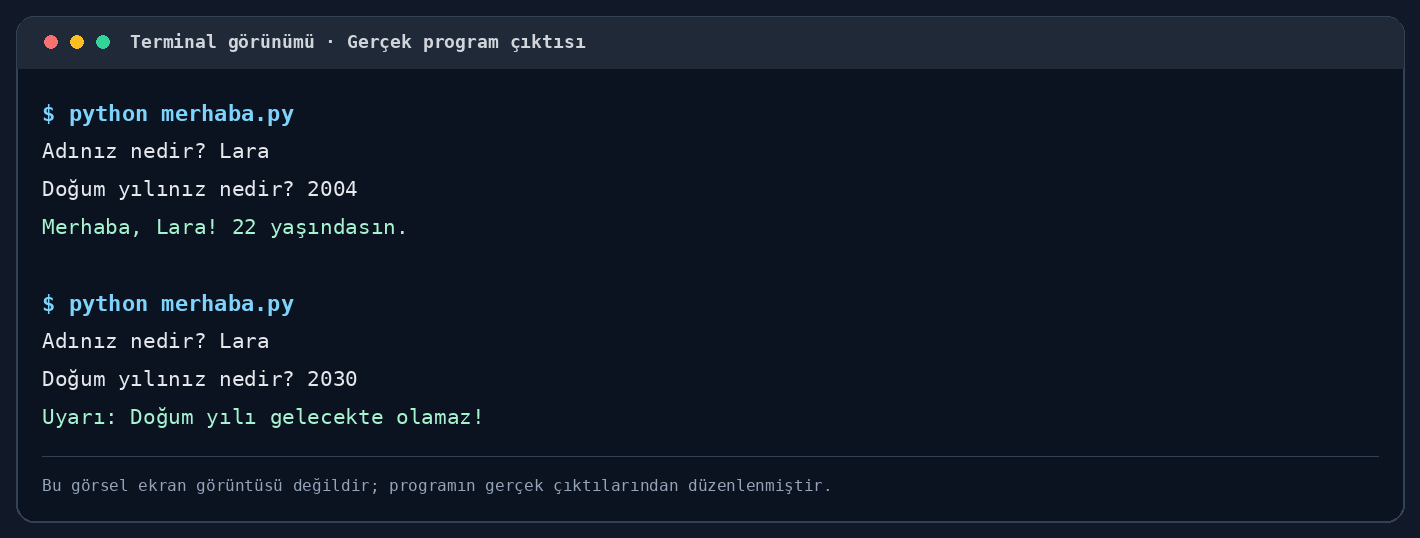 Terminal görünümü · Gerçek program çıktısı
$ python merhaba.py
Adınız nedir? Lara
Doğum yılınız nedir? 2004
Merhaba, Lara! 22 yaşındasın.
$ python merhaba.py
Adınız nedir? Lara
Doğum yılınız nedir? 2030
Uyarı: Doğum yılı gelecekte olamaz!
Bu görsel ekran görüntüsü değildir; programın gerçek çıktılarından düzenlenmiştir.